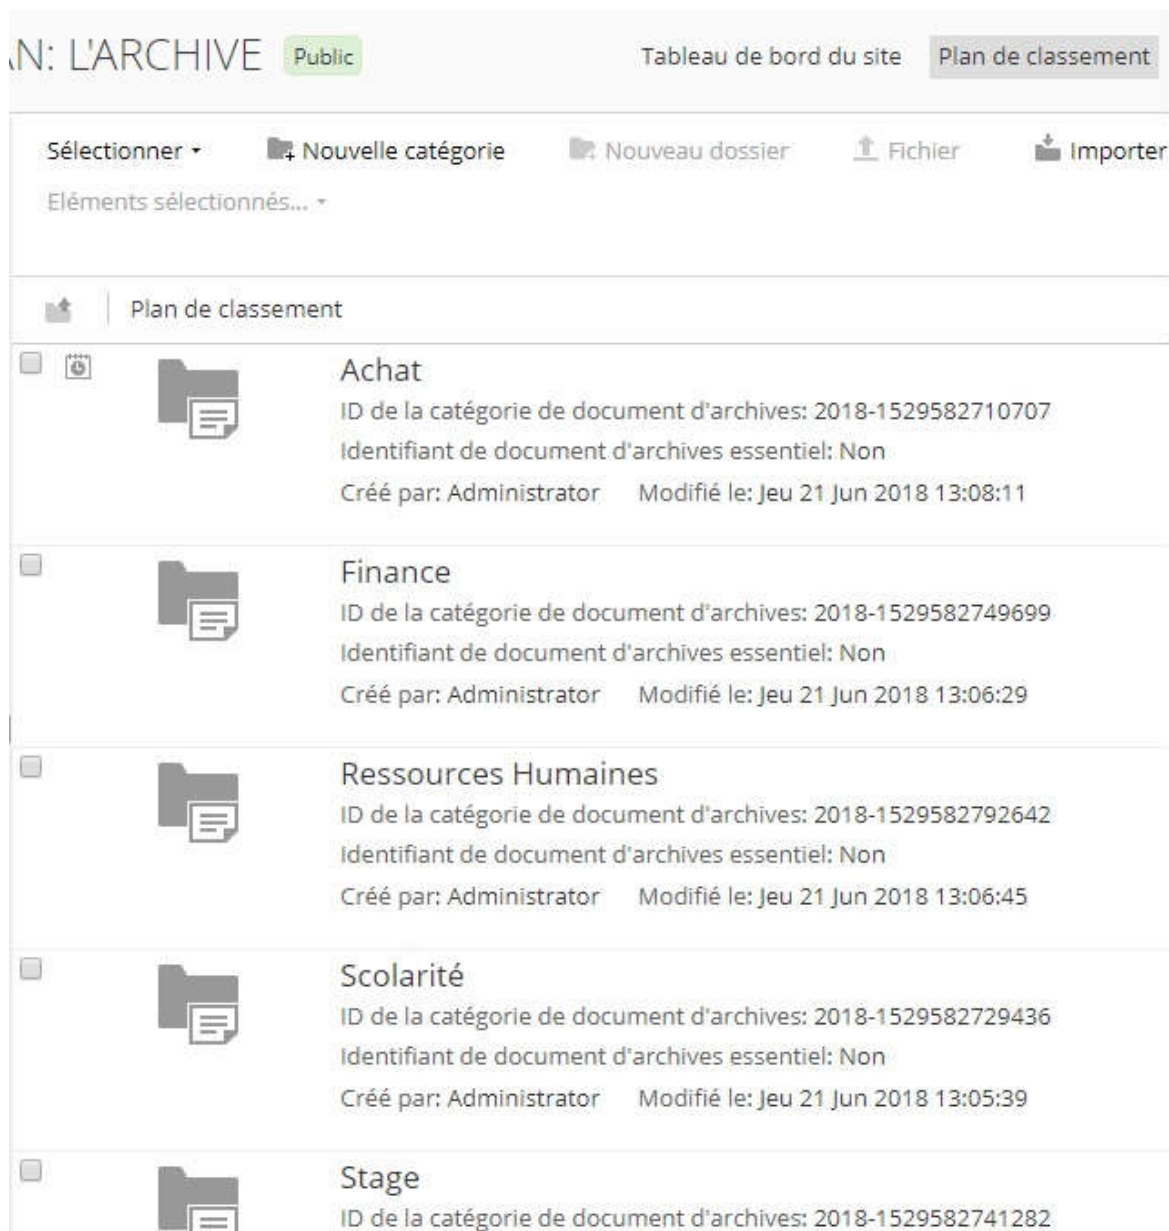 N: L'ARCHIVE Public Tableau de bord du site Plan de classement
Sélectionner Nouvelle catégorie Nouveau dossier Fichier Importer
Eléments sélectionnés...
Plan de classement
Achat
ID de la catégorie de document d'archives: 2018-1529582710707
Identifiant de document d'archives essentiel: Non
Créé par: Administrator Modifié le: Jeu 21 Jun 2018 13:08:11
Finance
ID de la catégorie de document d'archives: 2018-1529582749699
Identifiant de document d'archives essentiel: Non
Créé par: Administrator Modifié le: Jeu 21 Jun 2018 13:06:29
Ressources Humaines
ID de la catégorie de document d'archives: 2018-1529582792642
Identifiant de document d'archives essentiel: Non
Créé par: Administrator Modifié le: Jeu 21 Jun 2018 13:06:45
Scolarité
ID de la catégorie de document d'archives: 2018-1529582729436
Identifiant de document d'archives essentiel: Non
Créé par: Administrator Modifié le: Jeu 21 Jun 2018 13:05:39
Stage
ID de la catégorie de document d'archives: 2018-1529582741282